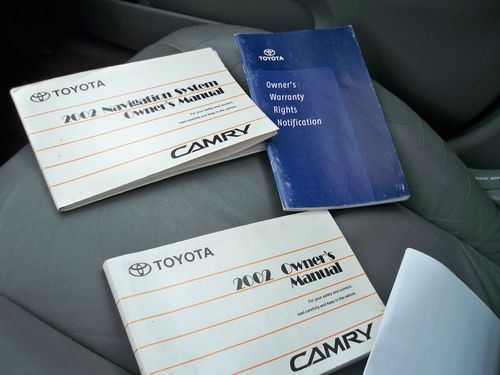 TOYOTA
2002 Navigation System
Owner's Manual
For your safety and comfort,
read carefully and keep in the vehicle.
CAMRY
TOYOTA
Owner's
Warranty
Rights
Notification
TOYOTA
2002 Owner's
Manual
For your safety and comfort,
read carefully and keep in the vehicle.
CAMRY